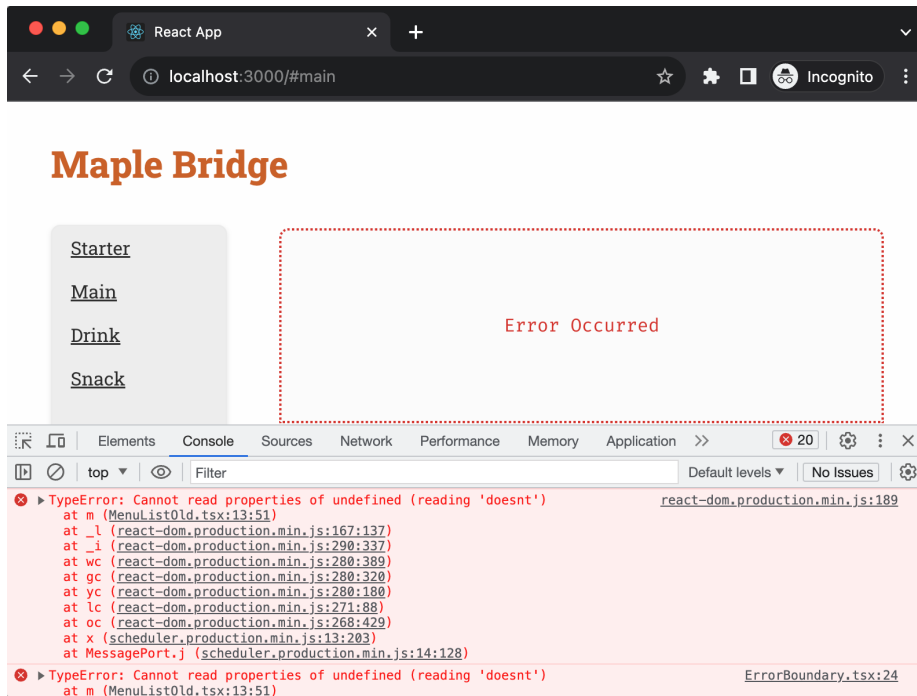 React App
localhost:3000/#main
Incognito
Maple Bridge
Starter
Main
Drink
Snack
Error Occurred
Elements Console Sources Network Performance Memory Application 20
top Filter Default levels No Issues
TypeError: Cannot read properties of undefined (reading 'doesnt') react-dom.production.min.js:189
at m (MenuListOld.tsx:13:51)
at _l (react-dom.production.min.js:167:137)
at _i (react-dom.production.min.js:290:337)
at wc (react-dom.production.min.js:280:389)
at gc (react-dom.production.min.js:280:320)
at yc (react-dom.production.min.js:280:180)
at lc (react-dom.production.min.js:271:88)
at oc (react-dom.production.min.js:268:429)
at x (scheduler.production.min.js:13:203)
at MessagePort.j (scheduler.production.min.js:14:128)
TypeError: Cannot read properties of undefined (reading 'doesnt') ErrorBoundary.tsx:24
at m (MenuListOld.tsx:13:51)